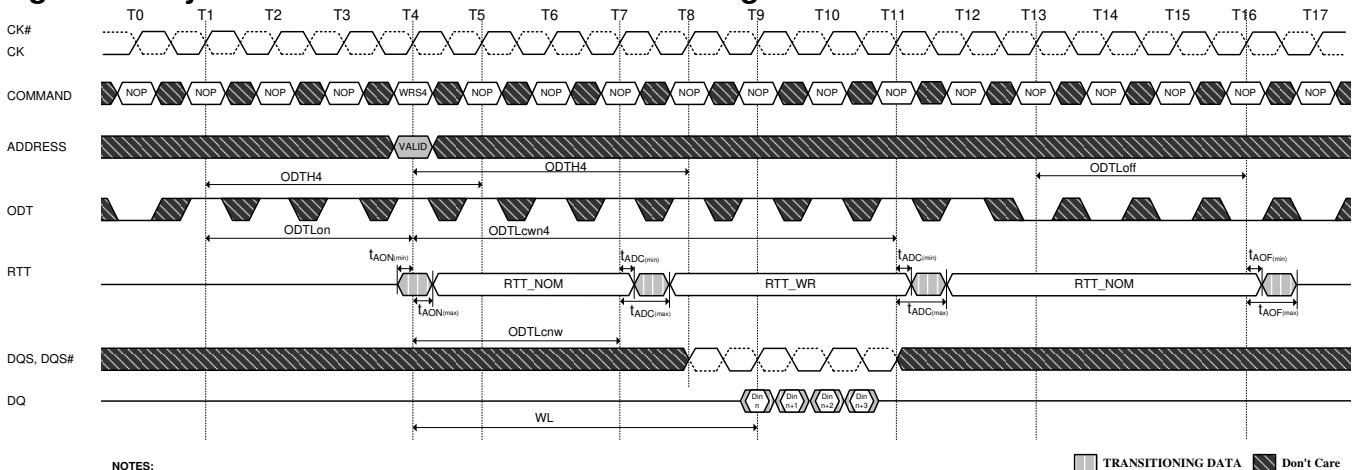 T0 T1 T2 T3 T4 T5 T6 T7 T8 T9 T10 T11 T12 T13 T14 T15 T16 T17
CK#
CK
COMMAND NOP NOP NOP NOP WRS4 NOP NOP NOP NOP NOP NOP NOP NOP NOP NOP NOP NOP NOP
ADDRESS VALID
ODTH4 ODTH4 ODTLoff
ODT
ODTLon ODTLcwn4
tAON(min) tADC(min) tADC(min) tAOF(min)
RTT RTT_NOM RTT_WR RTT_NOM
tAON(max) tADC(max) tADC(max) tAOF(max)
ODTLcnw
DQS, DQS#
DQ Din n Din n+1 Din n+2 Din n+3
WL
NOTES: TRANSITIONING DATA Don't Care